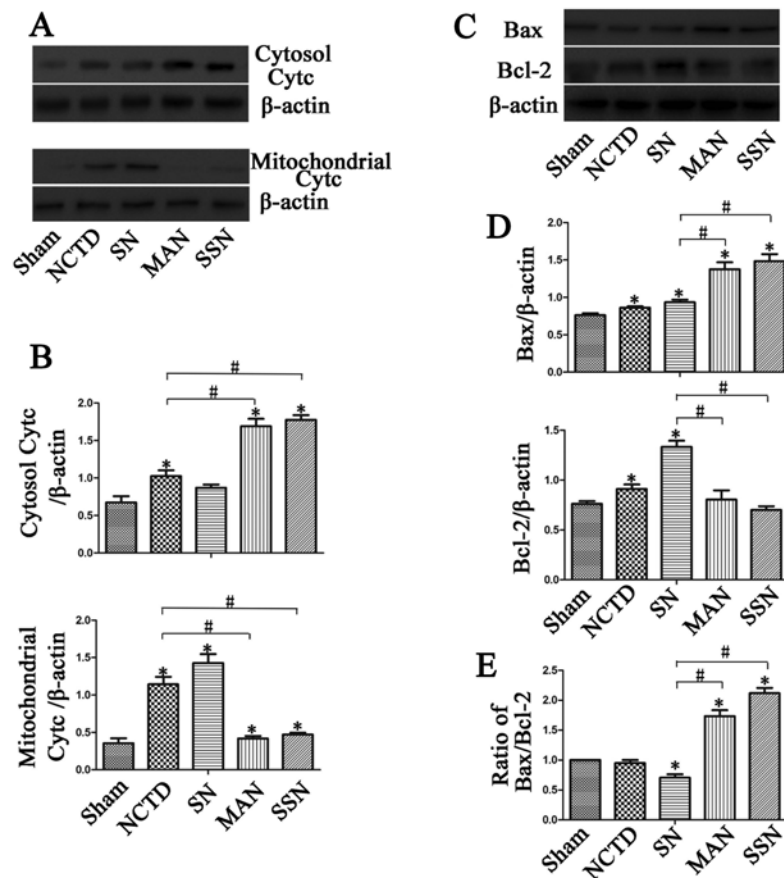 A
Cytosol
Cytc
β-actin
Mitochondrial
Cytc
β-actin
Sham
NCTD
SN
MAN
SSN
B
#
#
*
*
*
Cytosol Cytc
/β-actin
2.0
1.5
1.0
0.5
0.0
#
#
*
*
*
*
Mitochondrial
Cytc /β-actin
2.0
1.5
1.0
0.5
0.0
Sham
NCTD
SN
MAN
SSN
C
Bax
Bcl-2
β-actin
Sham
NCTD
SN
MAN
SSN
D
#
#
*
*
*
*
Bax/β-actin
2.0
1.5
1.0
0.5
0.0
#
#
*
*
Bcl-2/β-actin
1.5
1.0
0.5
0.0
Sham
NCTD
SN
MAN
SSN
E
#
#
*
*
*
Ratio of
Bax/Bcl-2
2.5
2.0
1.5
1.0
0.5
0.0
Sham
NCTD
SN
MAN
SSN